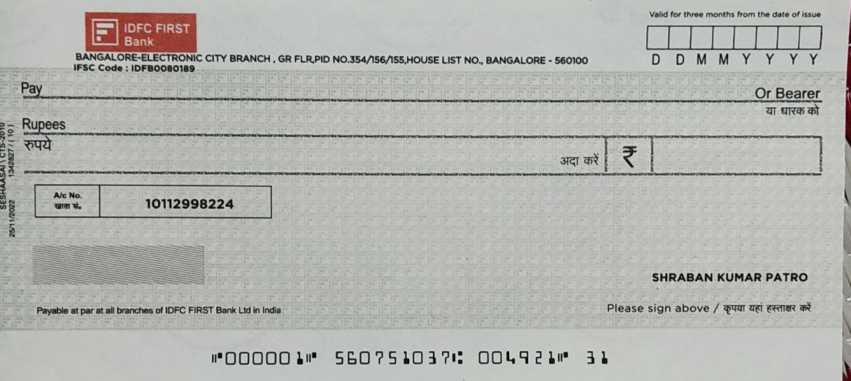 IDFC FIRST
Bank
Valid for three months from the date of issue
D D M M Y Y Y Y
BANGALORE-ELECTRONIC CITY BRANCH , GR FLR,PID NO.354/156/155,HOUSE LIST NO., BANGALORE - 560100
IFSC Code : IDFB0080189
Pay
Or Bearer
या धारक को
Rupees
रुपये
अदा करें
₹
A/c No.
खाता सं.
10112998224
SESHAASAI \ CTS-2010
25/11/2022 1342827 / ( 10 )
SHRABAN KUMAR PATRO
Payable at par at all branches of IDFC FIRST Bank Ltd in India
Please sign above / कृपया यहां हस्ताक्षर करें
⑈000001⑈ 560751037⑆ 004921⑈ 31